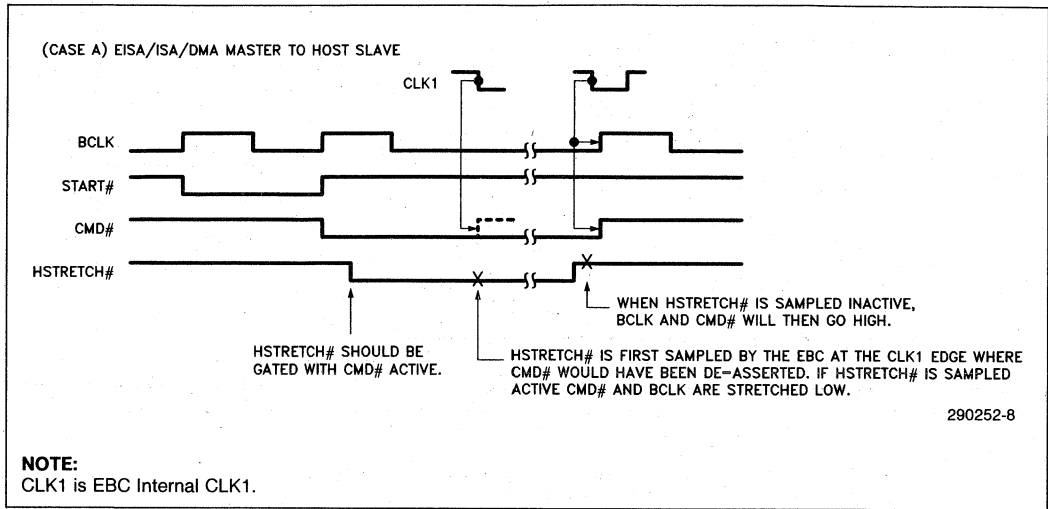 (CASE A) EISA/ISA/DMA MASTER TO HOST SLAVE
CLK1
BCLK
START#
CMD#
HSTRETCH#
WHEN HSTRETCH# IS SAMPLED INACTIVE,
BCLK AND CMD# WILL THEN GO HIGH.
HSTRETCH# SHOULD BE
GATED WITH CMD# ACTIVE.
HSTRETCH# IS FIRST SAMPLED BY THE EBC AT THE CLK1 EDGE WHERE
CMD# WOULD HAVE BEEN DE-ASSERTED. IF HSTRETCH# IS SAMPLED
ACTIVE CMD# AND BCLK ARE STRETCHED LOW.
290252-8
NOTE:
CLK1 is EBC Internal CLK1.